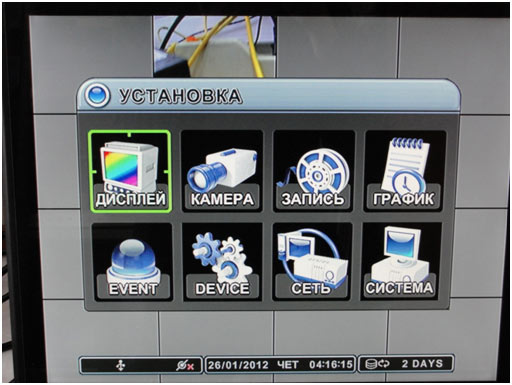 УСТАНОВКА
ДИСПЛЕЙ КАМЕРА ЗАПИСЬ ГРАФИК
EVENT DEVICE СЕТЬ СИСТЕМА
26/01/2012 ЧЕТ 04:16:15 2 DAYS